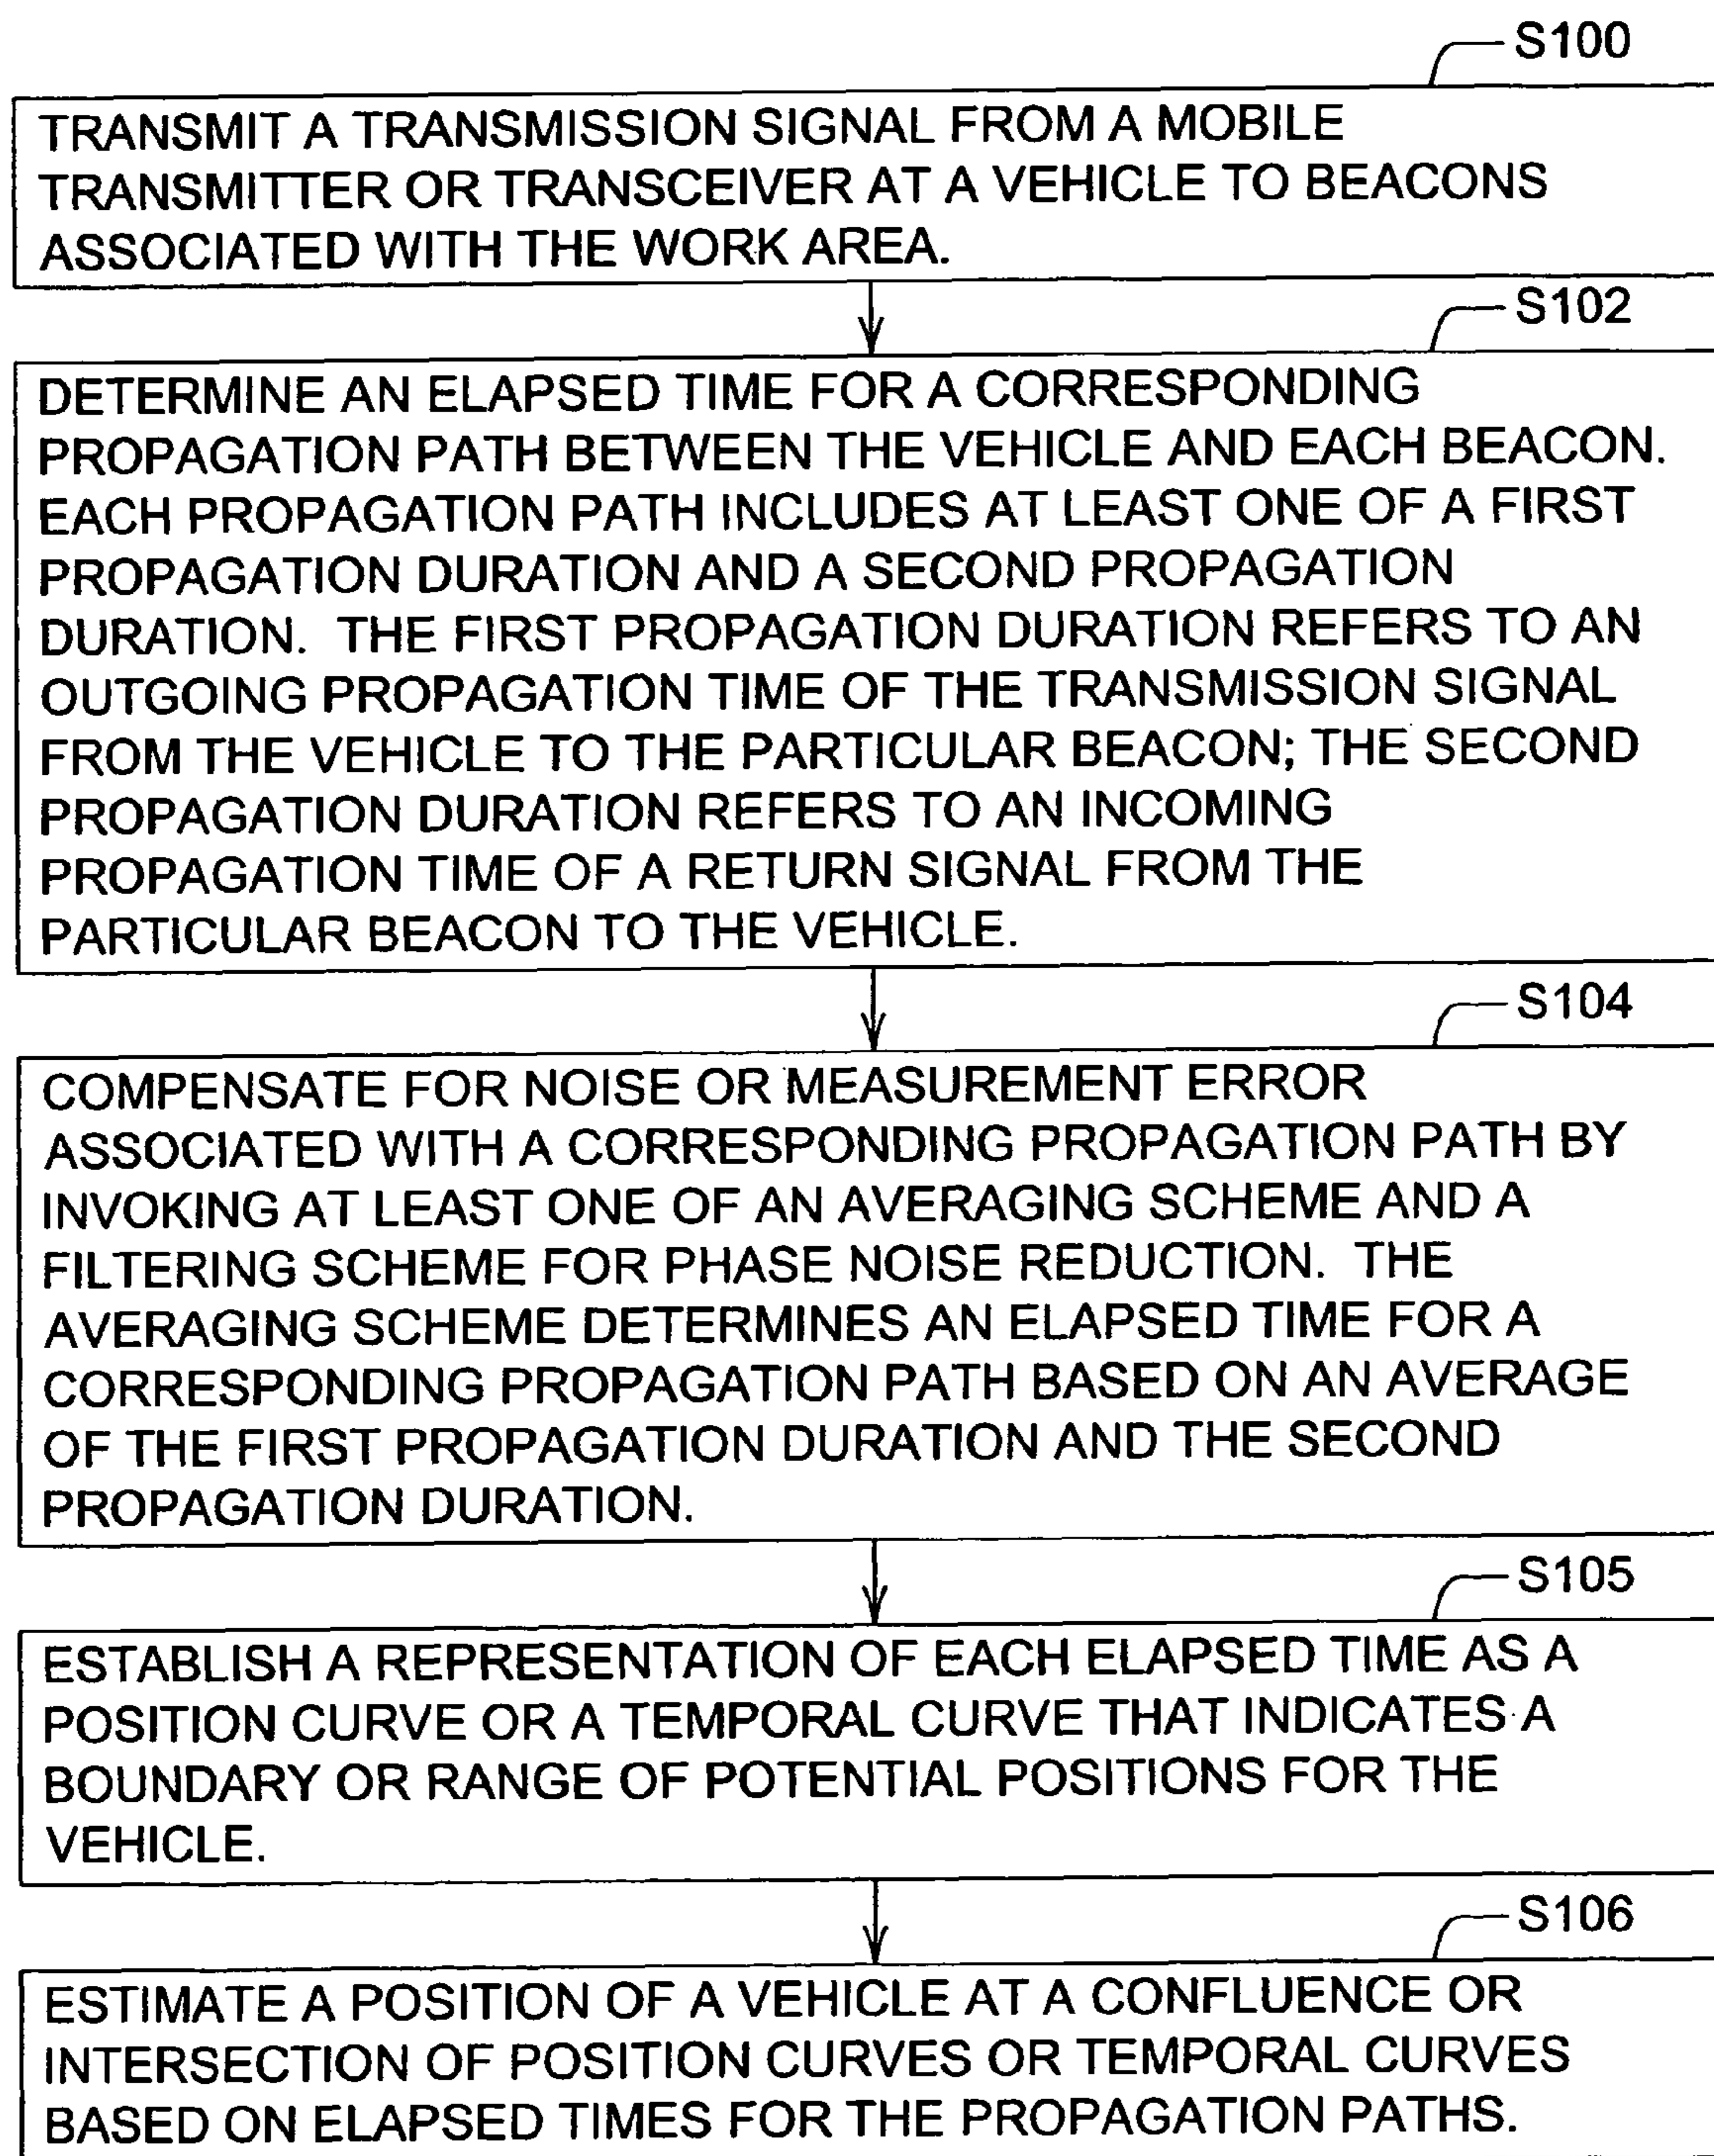 S100
TRANSMIT A TRANSMISSION SIGNAL FROM A MOBILE
TRANSMITTER OR TRANSCEIVER AT A VEHICLE TO BEACONS
ASSOCIATED WITH THE WORK AREA.
S102
DETERMINE AN ELAPSED TIME FOR A CORRESPONDING
PROPAGATION PATH BETWEEN THE VEHICLE AND EACH BEACON.
EACH PROPAGATION PATH INCLUDES AT LEAST ONE OF A FIRST
PROPAGATION DURATION AND A SECOND PROPAGATION
DURATION. THE FIRST PROPAGATION DURATION REFERS TO AN
OUTGOING PROPAGATION TIME OF THE TRANSMISSION SIGNAL
FROM THE VEHICLE TO THE PARTICULAR BEACON; THE SECOND
PROPAGATION DURATION REFERS TO AN INCOMING
PROPAGATION TIME OF A RETURN SIGNAL FROM THE
PARTICULAR BEACON TO THE VEHICLE.
S104
COMPENSATE FOR NOISE OR MEASUREMENT ERROR
ASSOCIATED WITH A CORRESPONDING PROPAGATION PATH BY
INVOKING AT LEAST ONE OF AN AVERAGING SCHEME AND A
FILTERING SCHEME FOR PHASE NOISE REDUCTION. THE
AVERAGING SCHEME DETERMINES AN ELAPSED TIME FOR A
CORRESPONDING PROPAGATION PATH BASED ON AN AVERAGE
OF THE FIRST PROPAGATION DURATION AND THE SECOND
PROPAGATION DURATION.
S105
ESTABLISH A REPRESENTATION OF EACH ELAPSED TIME AS A
POSITION CURVE OR A TEMPORAL CURVE THAT INDICATES A
BOUNDARY OR RANGE OF POTENTIAL POSITIONS FOR THE
VEHICLE.
S106
ESTIMATE A POSITION OF A VEHICLE AT A CONFLUENCE OR
INTERSECTION OF POSITION CURVES OR TEMPORAL CURVES
BASED ON ELAPSED TIMES FOR THE PROPAGATION PATHS.